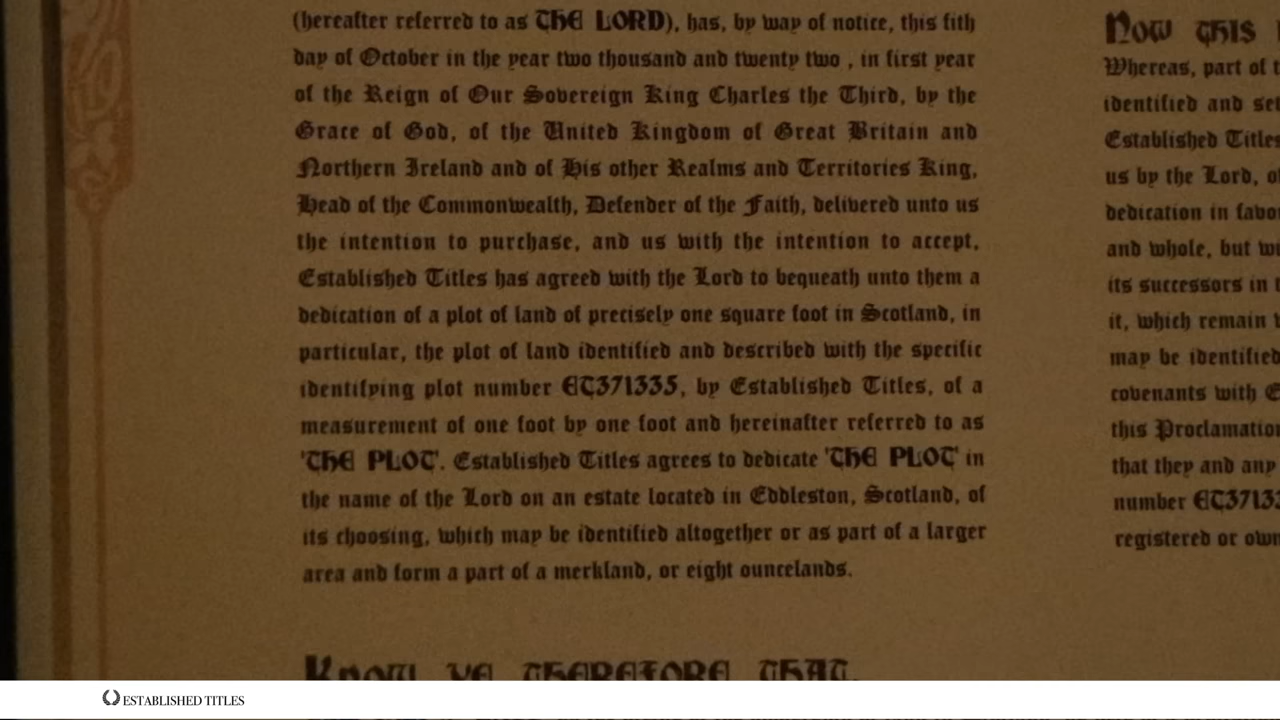 (hereafter referred to as THE LORD), has, by way of notice, this fith
day of October in the year two thousand and twenty two , in first year
of the Reign of Our Sovereign King Charles the Third, by the
Grace of God, of the United Kingdom of Great Britain and
Northern Ireland and of His other Realms and Territories King,
Head of the Commonwealth, Defender of the Faith, delivered unto us
the intention to purchase, and us with the intention to accept,
Established Titles has agreed with the Lord to bequeath unto them a
dedication of a plot of land of precisely one square foot in Scotland, in
particular, the plot of land identified and described with the specific
identifying plot number ET371335, by Established Titles, of a
measurement of one foot by one foot and hereinafter referred to as
'THE PLOT'. Established Titles agrees to dedicate 'THE PLOT' in
the name of the Lord on an estate located in Eddleston, Scotland, of
its choosing, which may be identified altogether or as part of a larger
area and form a part of a merkland, or eight ouncelands.
KNOW YE THEREFORE THAT,
NOW THIS
Whereas, part of
identified and
Established Titles
us by the Lord,
dedication in
and whole, but
its successors in
it, which remain
may be identified
covenants with
this Proclamation
that they and any
number ET37133
registered or own
ESTABLISHED TITLES